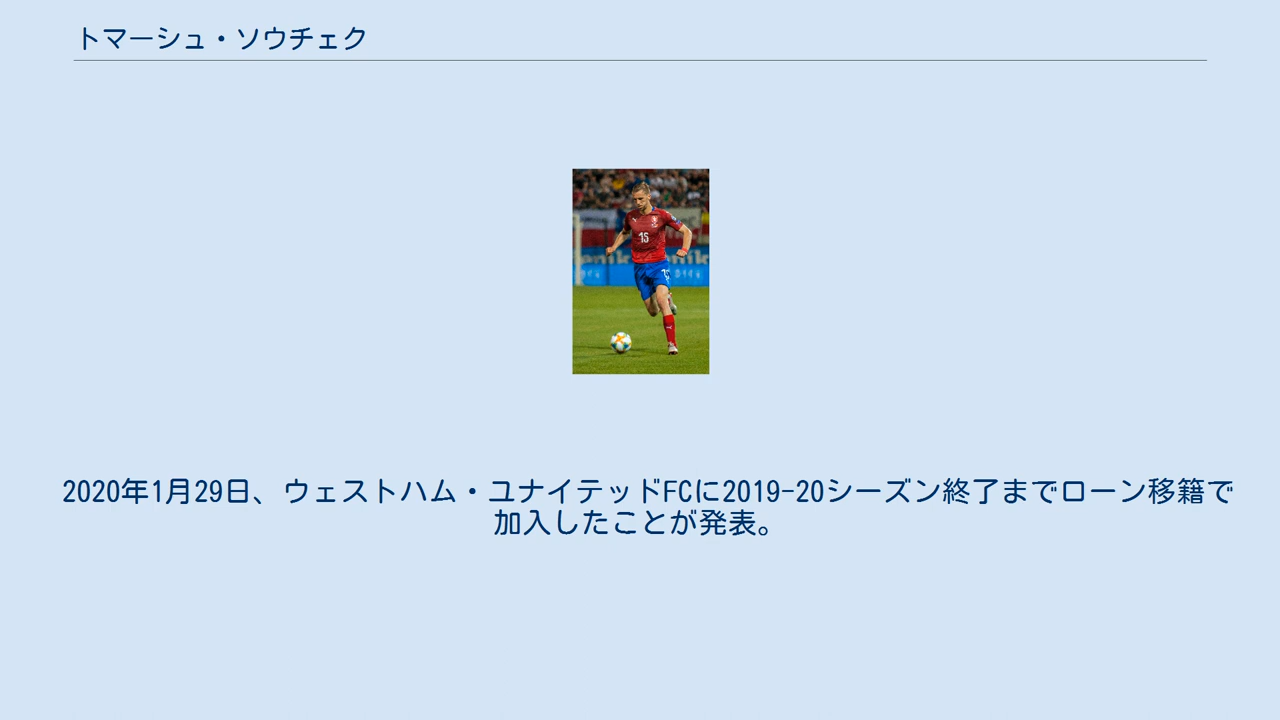 トマーシュ・ソウチェク
15
2020年1月29日、ウェストハム・ユナイテッドFCに2019-20シーズン終了までローン移籍で
加入したことが発表。